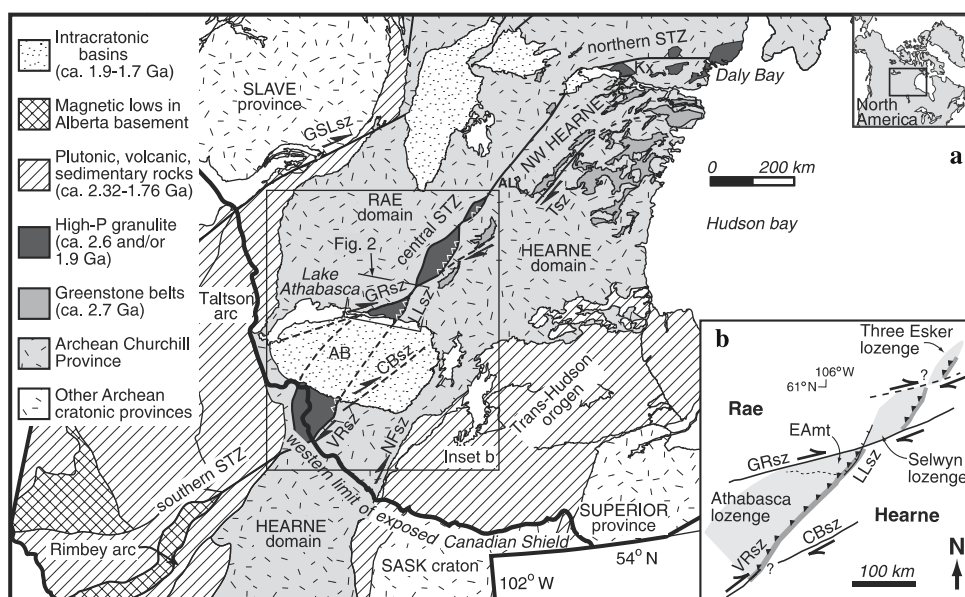 Intracratonic
basins
(ca. 1.9-1.7 Ga)
Magnetic lows in
Alberta basement
Plutonic, volcanic,
sedimentary rocks
(ca. 2.32-1.76 Ga)
High-P granulite
(ca. 2.6 and/or
1.9 Ga)
Greenstone belts
(ca. 2.7 Ga)
Archean Churchill
Province
Other Archean
cratonic provinces
SLAVE
province
GSLsz
northern STZ
Kx
Daly Bay
North
America
a
0 200 km
Hudson bay
NW HEARNE
AL
Tsz
RAE
domain
central STZ
HEARNE
domain
Fig. 2
Lake
Athabasca
GRsz
LLsz
Taltson
arc
AB
CBsz
VRsz
NFsz
Trans-Hudson
orogen
Inset b
southern STZ
western limit of exposed Canadian Shield
Rimbey arc
HEARNE
domain
SASK craton
SUPERIOR
province
54° N
102° W
b
Three Esker
lozenge
106°W
61°N
?
Rae
EAmt
GRsz
LLsz
Selwyn
lozenge
Athabasca
lozenge
Hearne
VRsz
?
CBsz
100 km
N